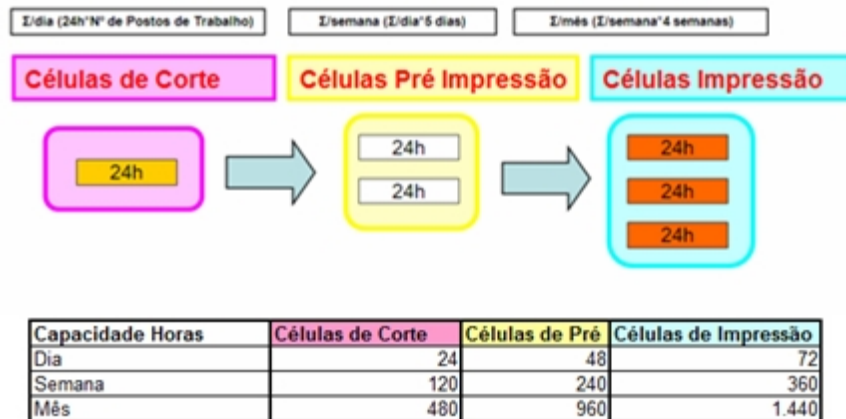 Σ/dia (24h*Nº de Postos de Trabalho) Σ/semana (Σ/dia*5 dias) Σ/mês (Σ/semana*4 semanas)
Células de Corte Células Pré Impressão Células Impressão
24h
24h
24h
24h
24h
24h
Capacidade Horas Células de Corte Células de Pré Células de Impressão
Dia 24 48 72
Semana 120 240 360
Mês 480 960 1.440